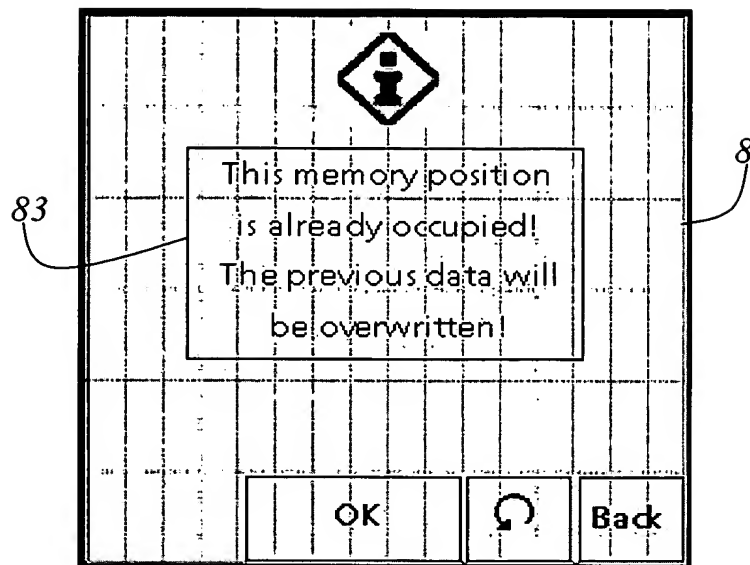 i
This memory position
is already occupied!
The previous data will
be overwritten!
83
8
OK
Back